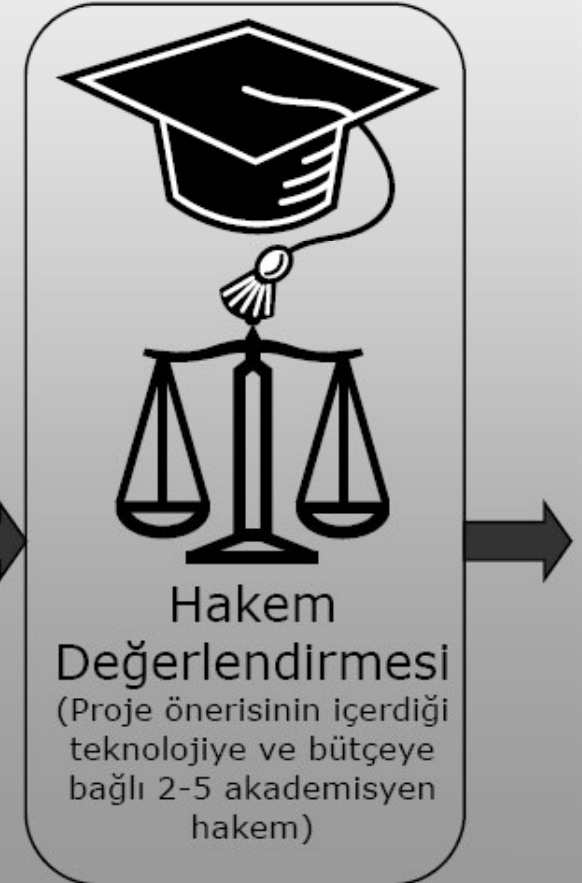 Hakem
Değerlendirmesi
(Proje önerisinin içerdiği
teknolojiye ve bütçeye
bağlı 2-5 akademisyen
hakem)